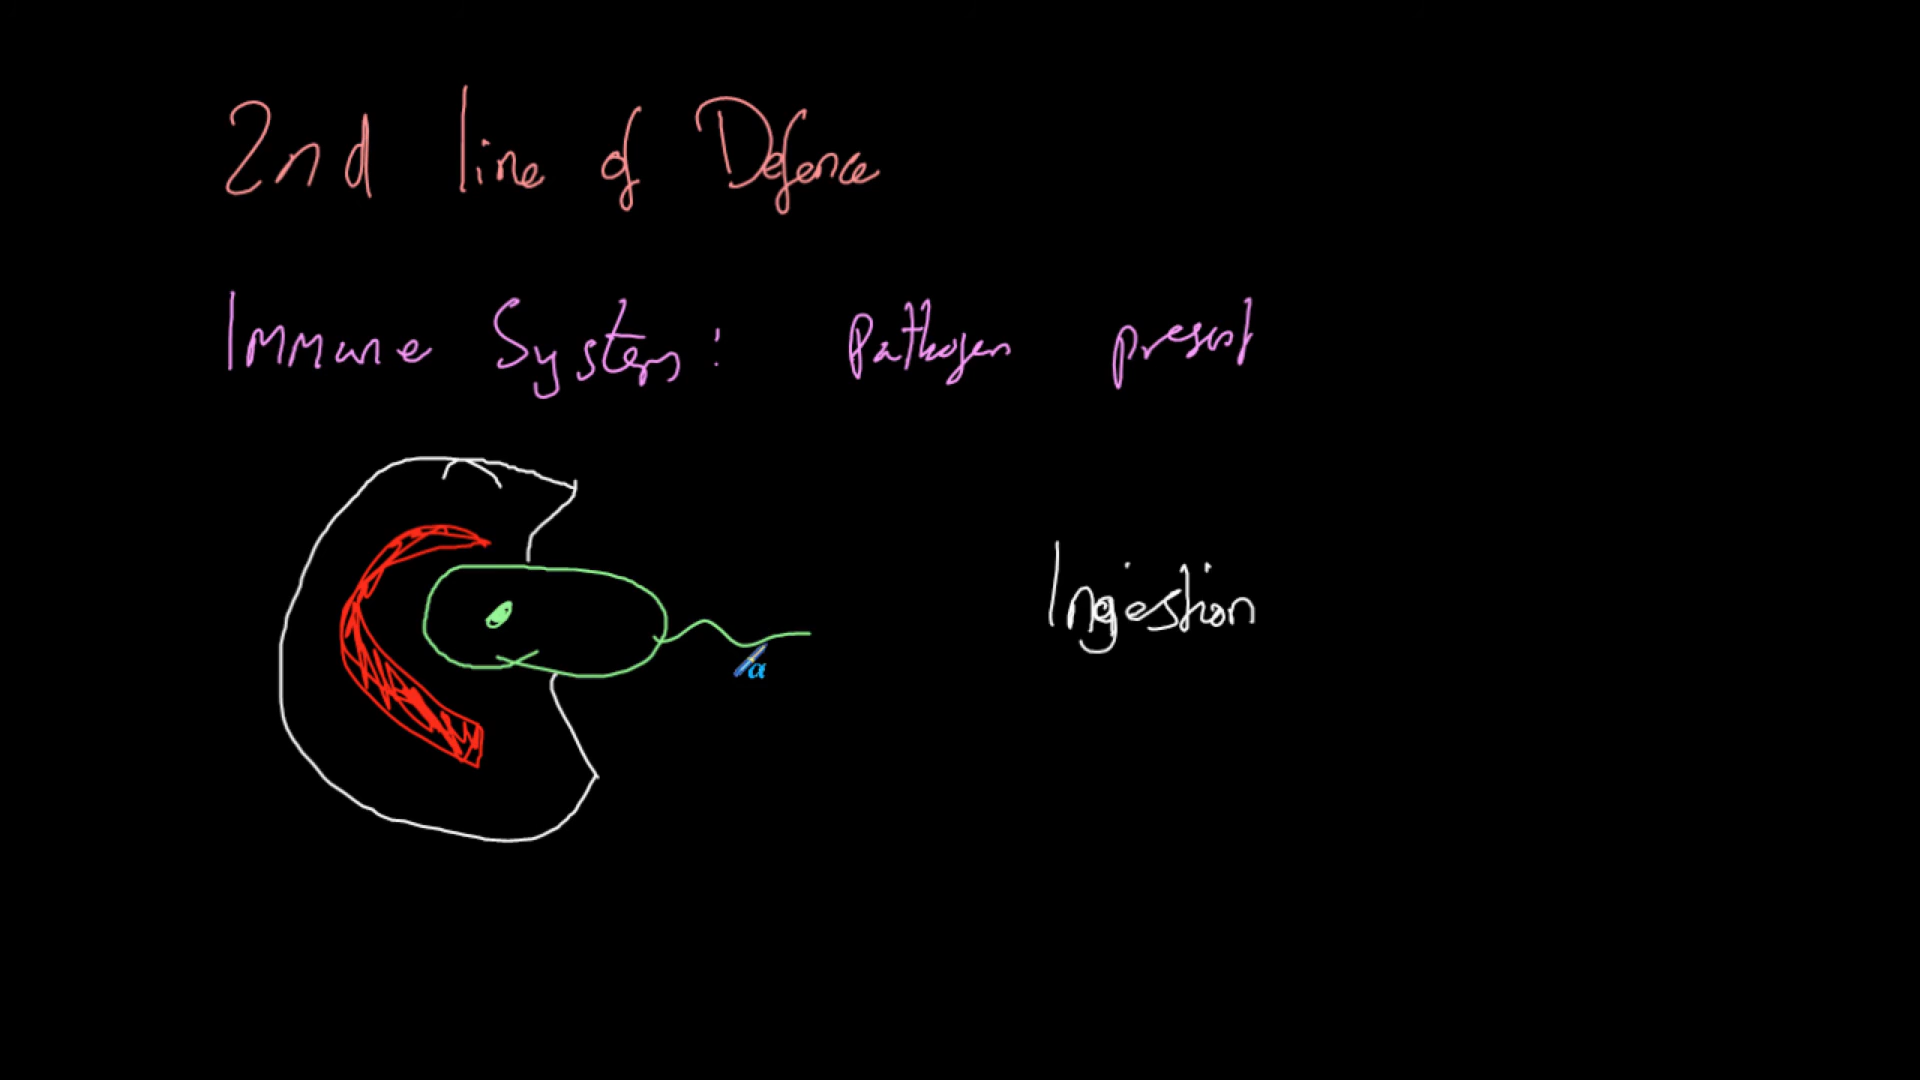 2nd line of Defence
Immune System: Pathogen present
Ingestion